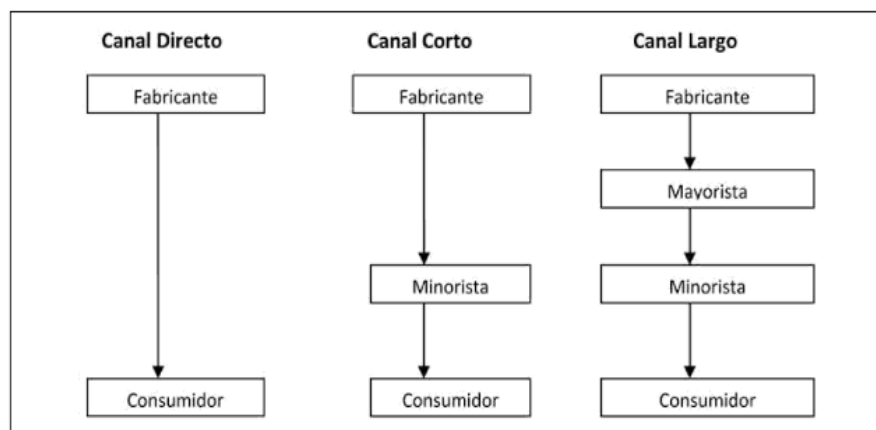 Canal Directo Canal Corto Canal Largo
Fabricante Fabricante Fabricante
Mayorista
Minorista Minorista
Consumidor Consumidor Consumidor